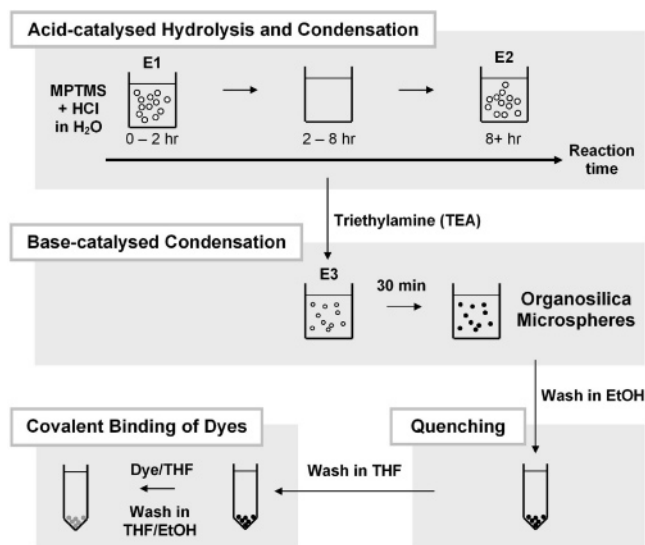 Acid-catalysed Hydrolysis and Condensation
E1
E2
MPTMS
+ HCl
in H₂O
0 – 2 hr
2 – 8 hr
8+ hr
Reaction
time
Triethylamine (TEA)
Base-catalysed Condensation
E3
30 min
Organosilica
Microspheres
Wash in EtOH
Covalent Binding of Dyes
Quenching
Dye/THF
Wash in THF
Wash in
THF/EtOH